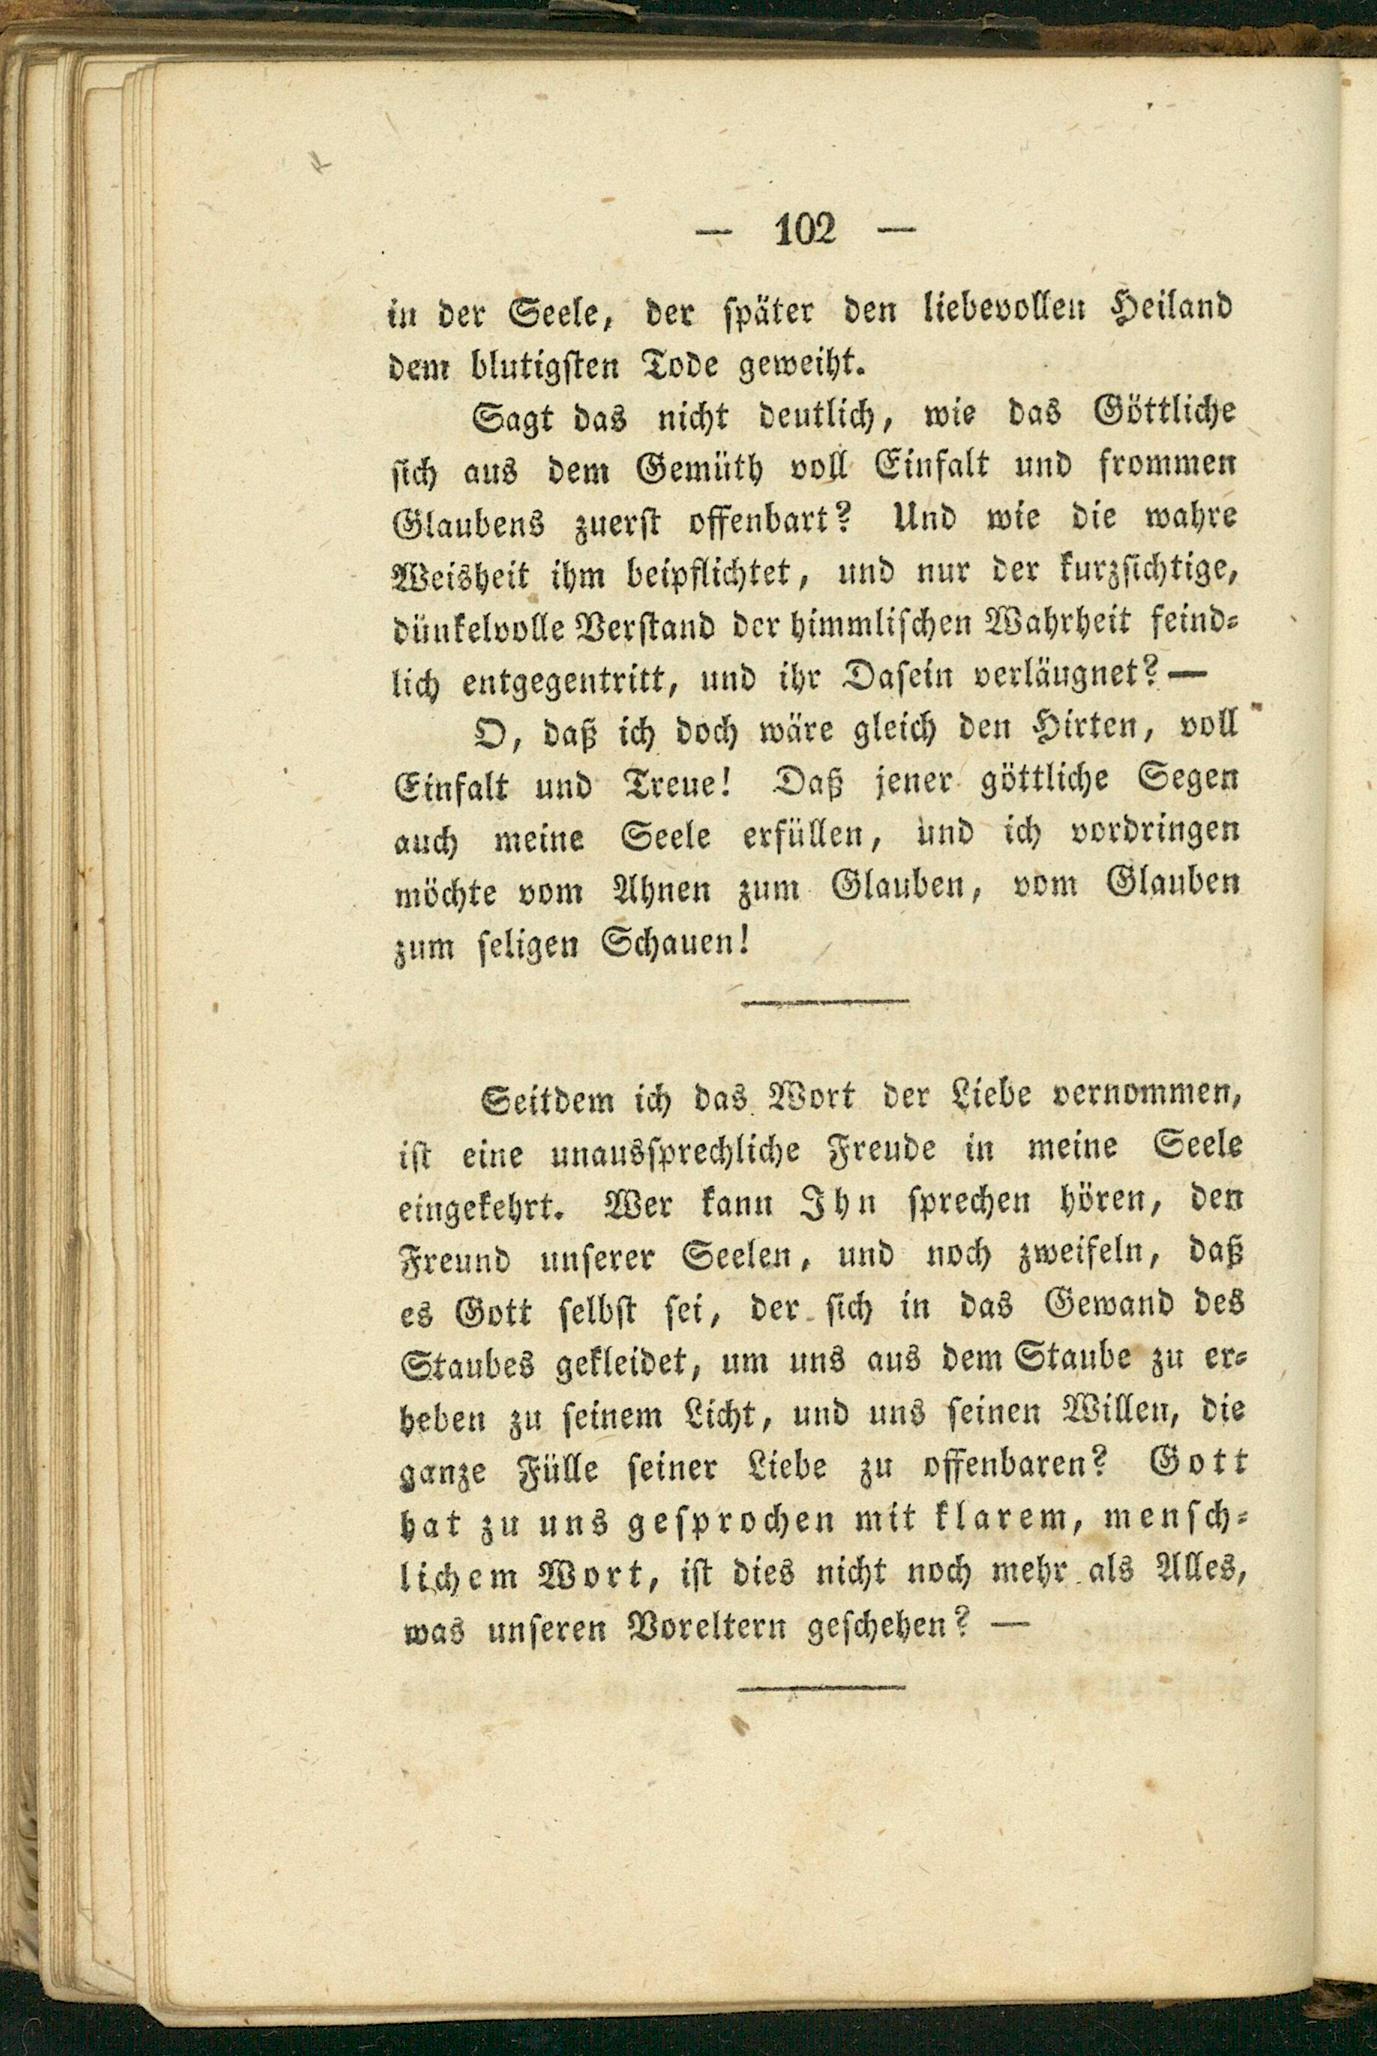 — 102 —
in der Seele, der später den liebevollen Heiland
dem blutigsten Tode geweiht.
Sagt das nicht deutlich, wie das Göttliche
sich aus dem Gemüth voll Einfalt und frommen
Glaubens zuerst offenbart? Und wie die wahre
Weisheit ihm beipflichtet, und nur der kurzsichtige,
dünkelvolle Verstand der himmlischen Wahrheit feind-
lich entgegentritt, und ihr Dasein verläugnet? —
O, daß ich doch wäre gleich den Hirten, voll
Einfalt und Treue! Daß jener göttliche Segen
auch meine Seele erfüllen, und ich vordringen
möchte vom Ahnen zum Glauben, vom Glauben
zum seligen Schauen!
Seitdem ich das Wort der Liebe vernommen,
ist eine unaussprechliche Freude in meine Seele
eingekehrt. Wer kann Ihn sprechen hören, den
Freund unserer Seelen, und noch zweifeln, daß
es Gott selbst sei, der sich in das Gewand des
Staubes gekleidet, um uns aus dem Staube zu er-
heben zu seinem Licht, und uns seinen Willen, die
ganze Fülle seiner Liebe zu offenbaren? Gott
hat zu uns gesprochen mit klarem, mensch-
lichem Wort, ist dies nicht noch mehr als Alles,
was unseren Voreltern geschehen? —